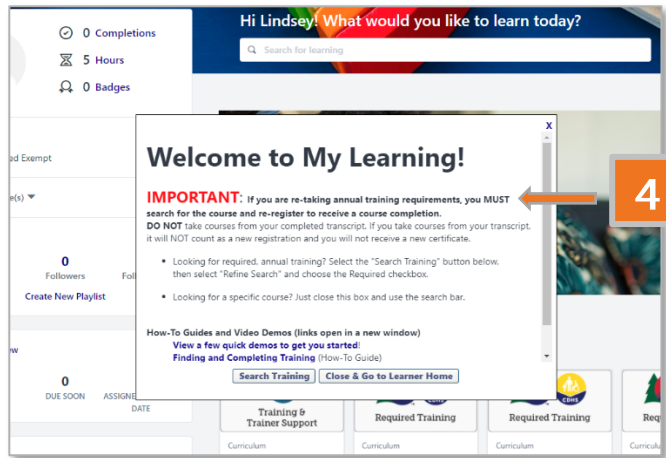 0 Completions
5 Hours
0 Badges
Hi Lindsey! What would you like to learn today?
Search for learning
ed Exempt
e(s)
0
Followers
Foll
Create New Playlist
ew
0
DUE SOON
ASSIGNE
DATE
X
Welcome to My Learning!
IMPORTANT: If you are re-taking annual training requirements, you MUST
search for the course and re-register to receive a course completion.
DO NOT take courses from your completed transcript. If you take courses from your transcript,
it will NOT count as a new registration and you will not receive a new certificate.
• Looking for required, annual training? Select the "Search Training" button below,
then select "Refine Search" and choose the Required checkbox.
• Looking for a specific course? Just close this box and use the search bar.
How-To Guides and Video Demos (links open in a new window)
View a few quick demos to get you started!
Finding and Completing Training (How-To Guide)
Search Training
Close & Go to Learner Home
4
Training &
Trainer Support
Required Training
CDHS
Required Training
Requ
Curriculum
Curriculum
Curriculum
Curriculu